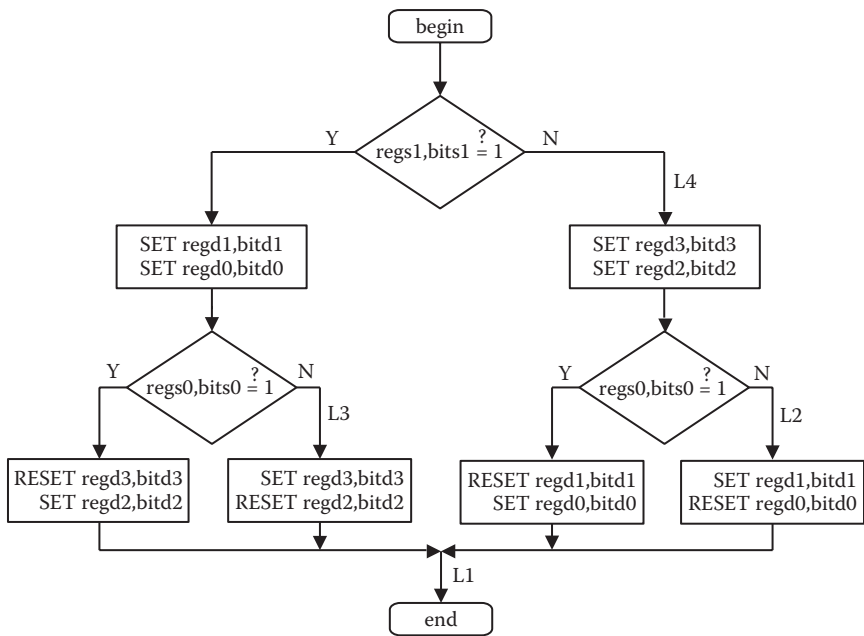 begin
Y
regs1,bits1 ?= 1
N
L4
SET regd1,bitd1
SET regd0,bitd0
SET regd3,bitd3
SET regd2,bitd2
Y
regs0,bits0 ?= 1
N
L3
Y
regs0,bits0 ?= 1
N
L2
RESET regd3,bitd3
SET regd2,bitd2
SET regd3,bitd3
RESET regd2,bitd2
RESET regd1,bitd1
SET regd0,bitd0
SET regd1,bitd1
RESET regd0,bitd0
L1
end